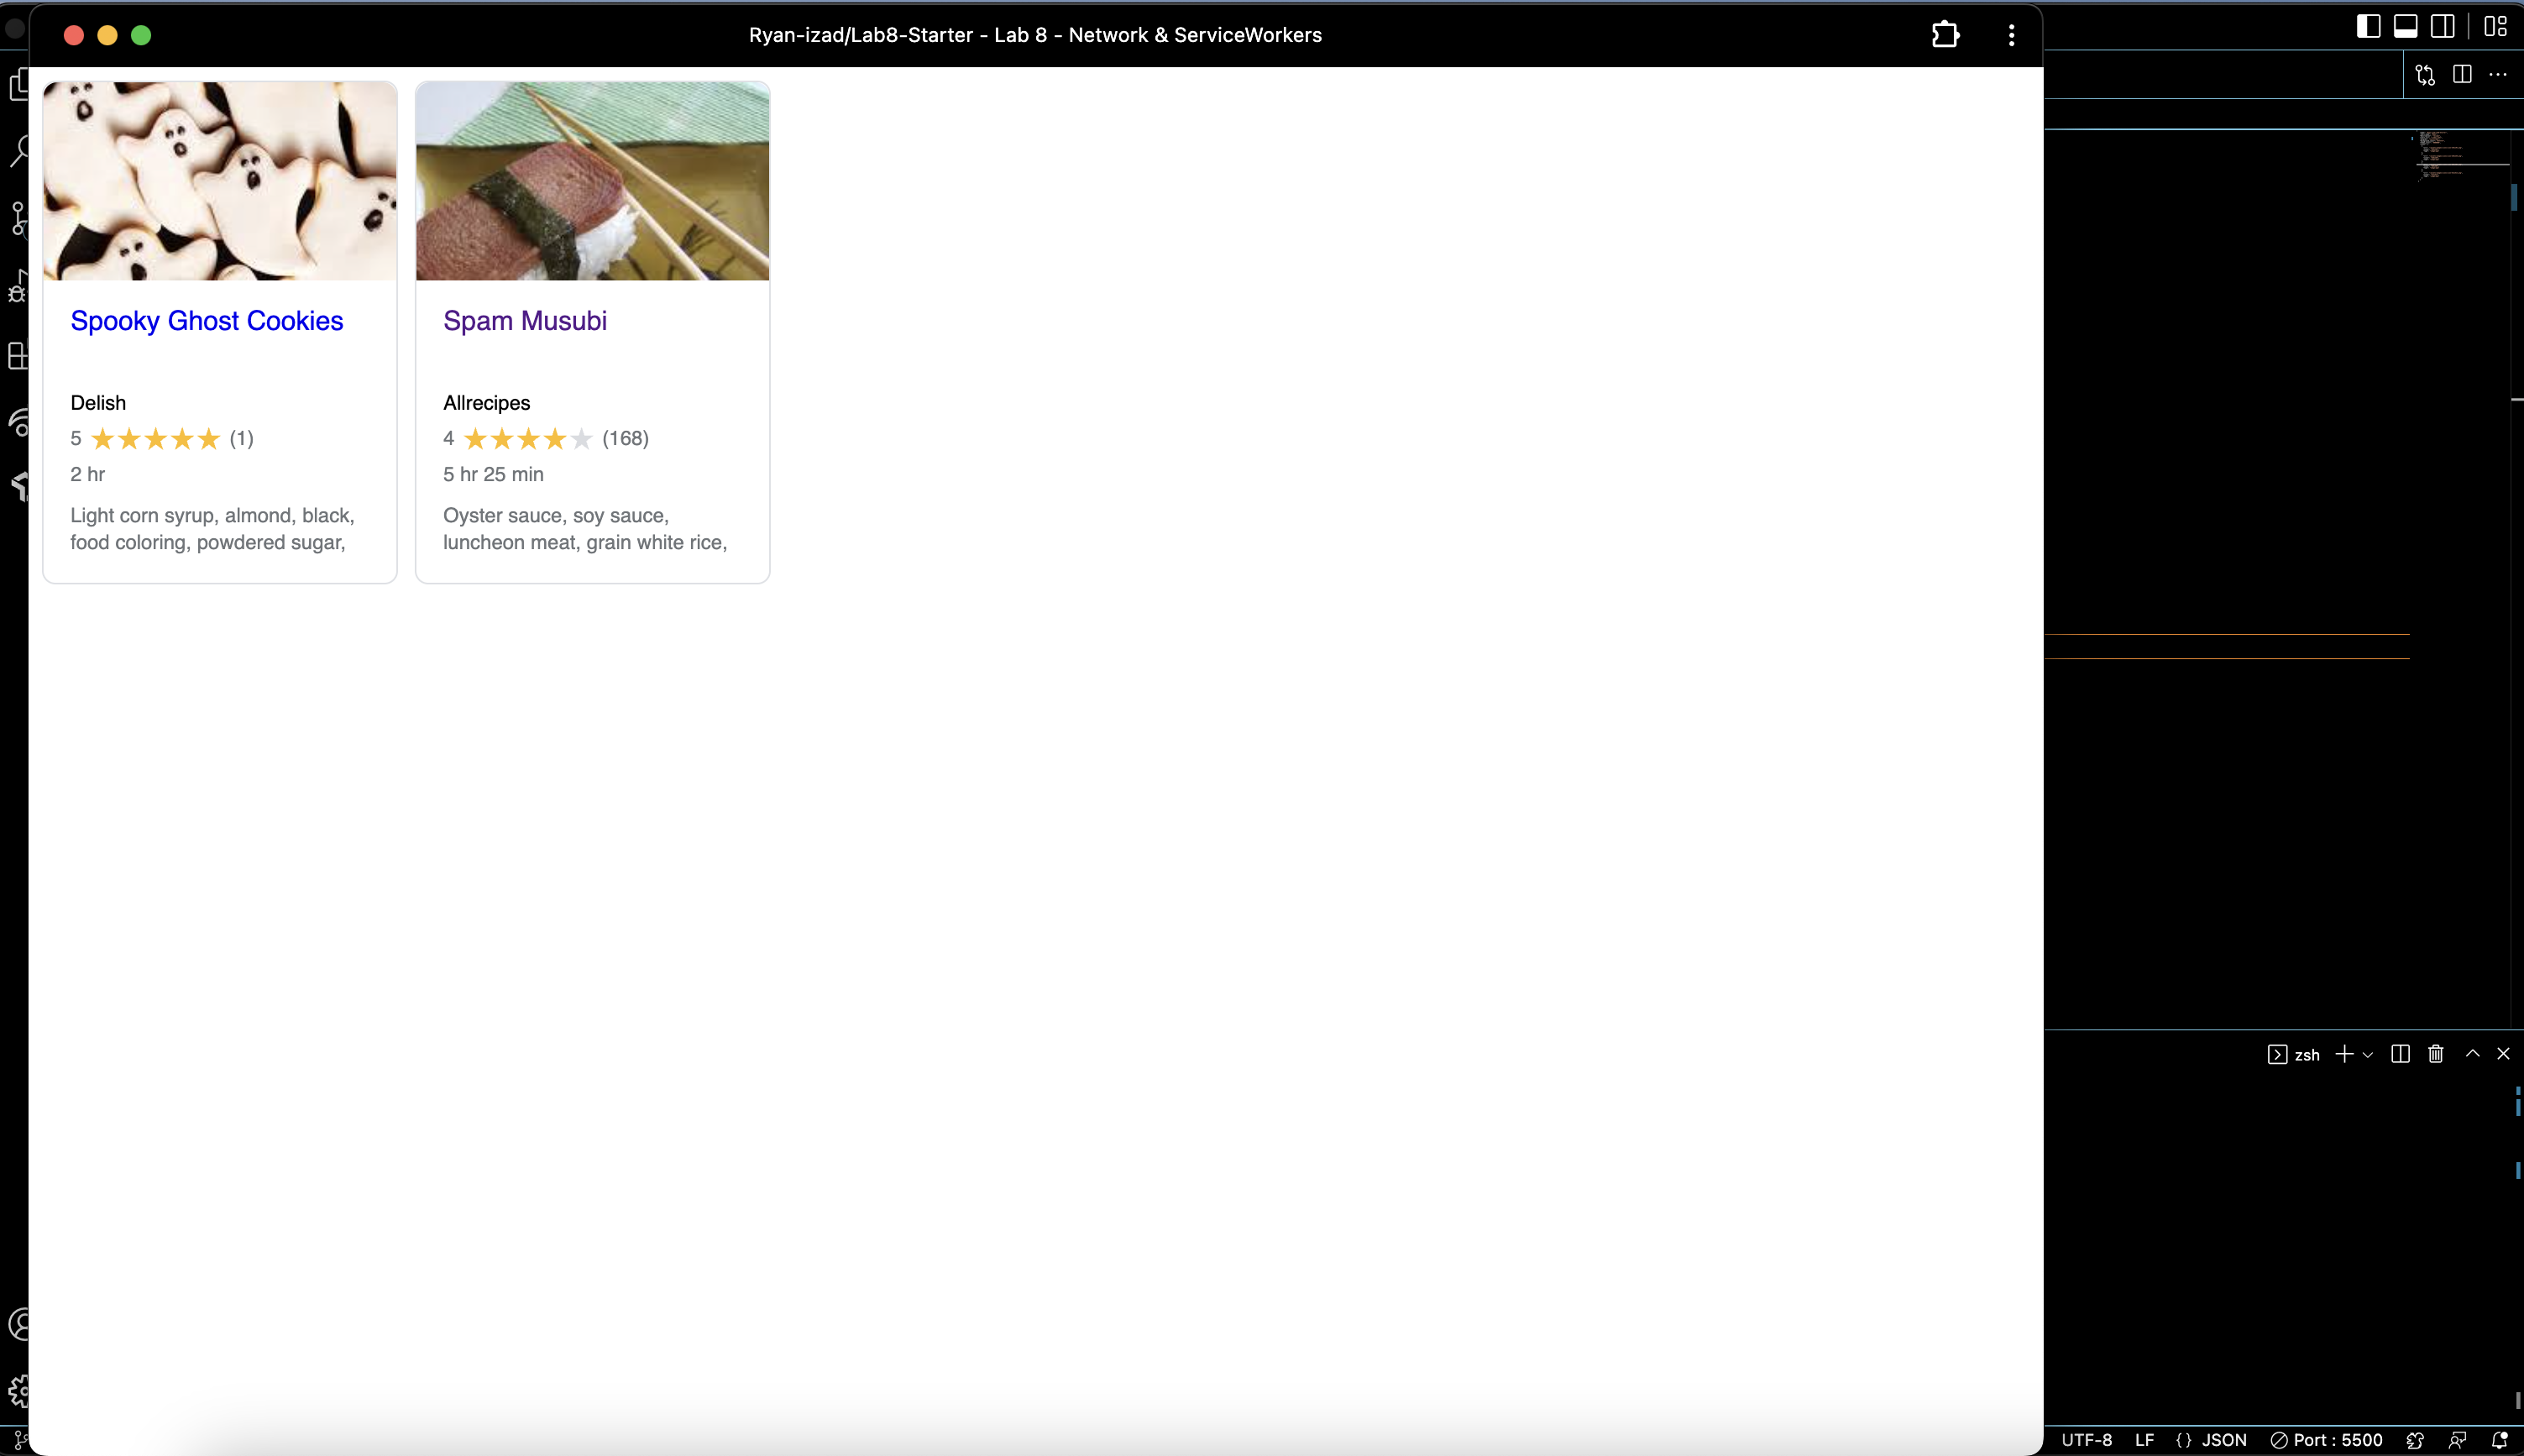 Ryan-izad/Lab8-Starter - Lab 8 - Network & ServiceWorkers
Spooky Ghost Cookies
Delish
5 ★★★★★ (1)
2 hr
Light corn syrup, almond, black,
food coloring, powdered sugar,
Spam Musubi
Allrecipes
4 ★★★★★ (168)
5 hr 25 min
Oyster sauce, soy sauce,
luncheon meat, grain white rice,
zsh
UTF-8 LF {} JSON Port : 5500